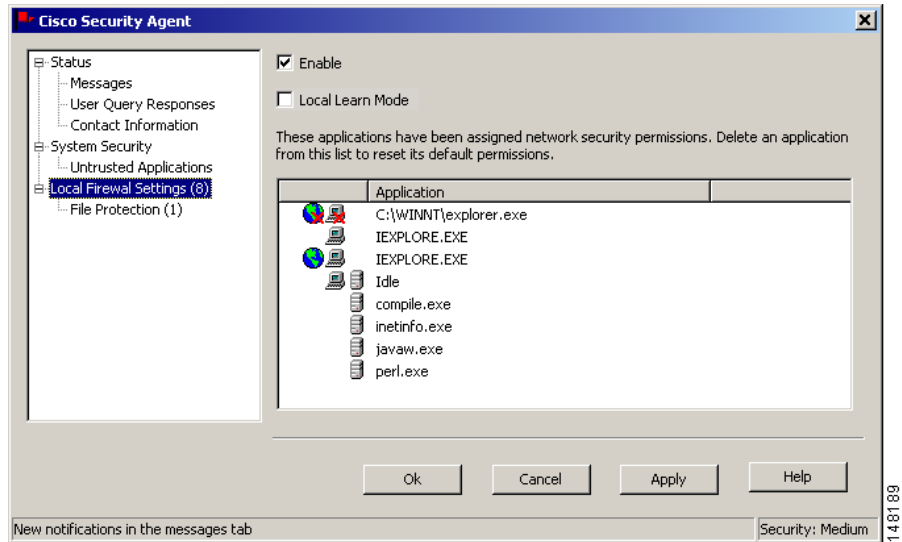 Cisco Security Agent
Status
Messages
User Query Responses
Contact Information
System Security
Untrusted Applications
Local Firewal Settings (8)
File Protection (1)
Enable
Local Learn Mode
These applications have been assigned network security permissions. Delete an application
from this list to reset its default permissions.
Application
C:\WINNT\explorer.exe
IEXPLORE.EXE
IEXPLORE.EXE
Idle
compile.exe
inetinfo.exe
javaw.exe
perl.exe
Ok
Cancel
Apply
Help
New notifications in the messages tab
Security: Medium
148189